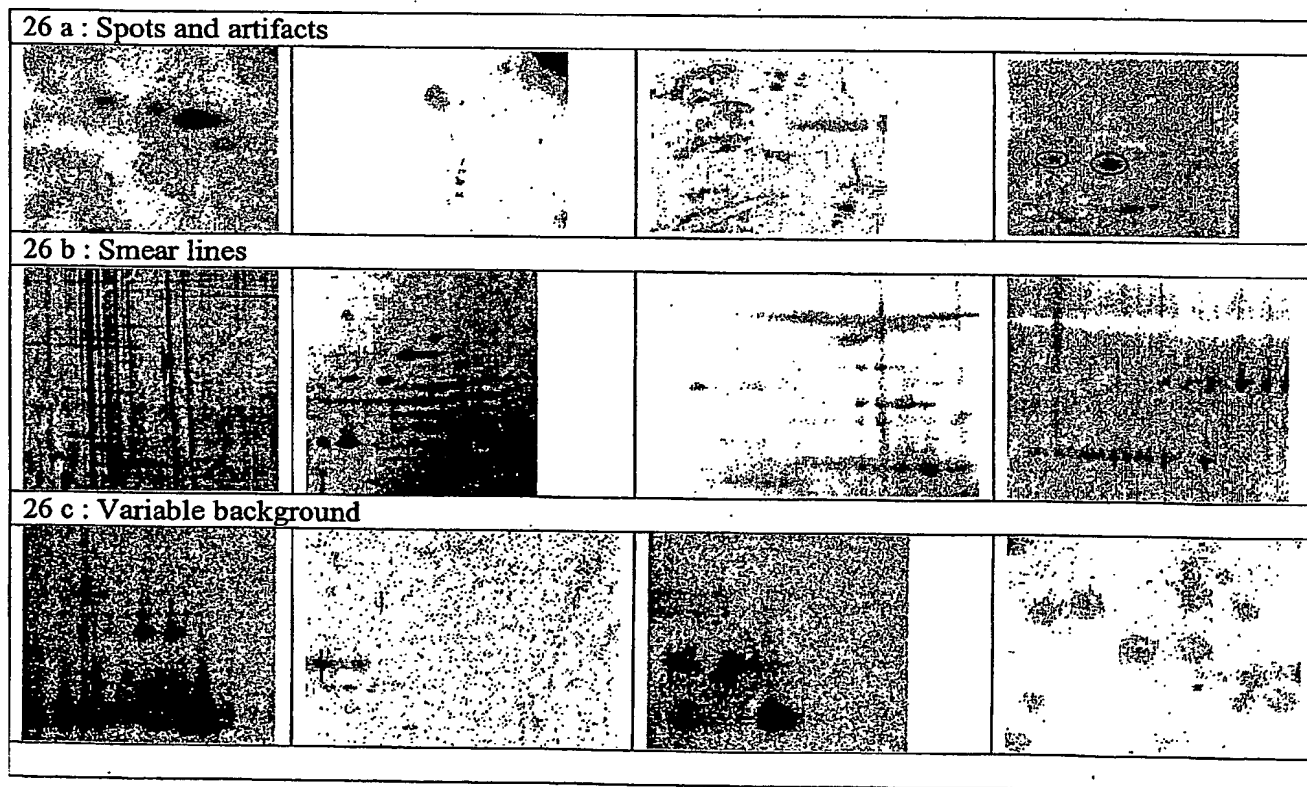 26 a : Spots and artifacts
26 b : Smear lines
26 c : Variable background